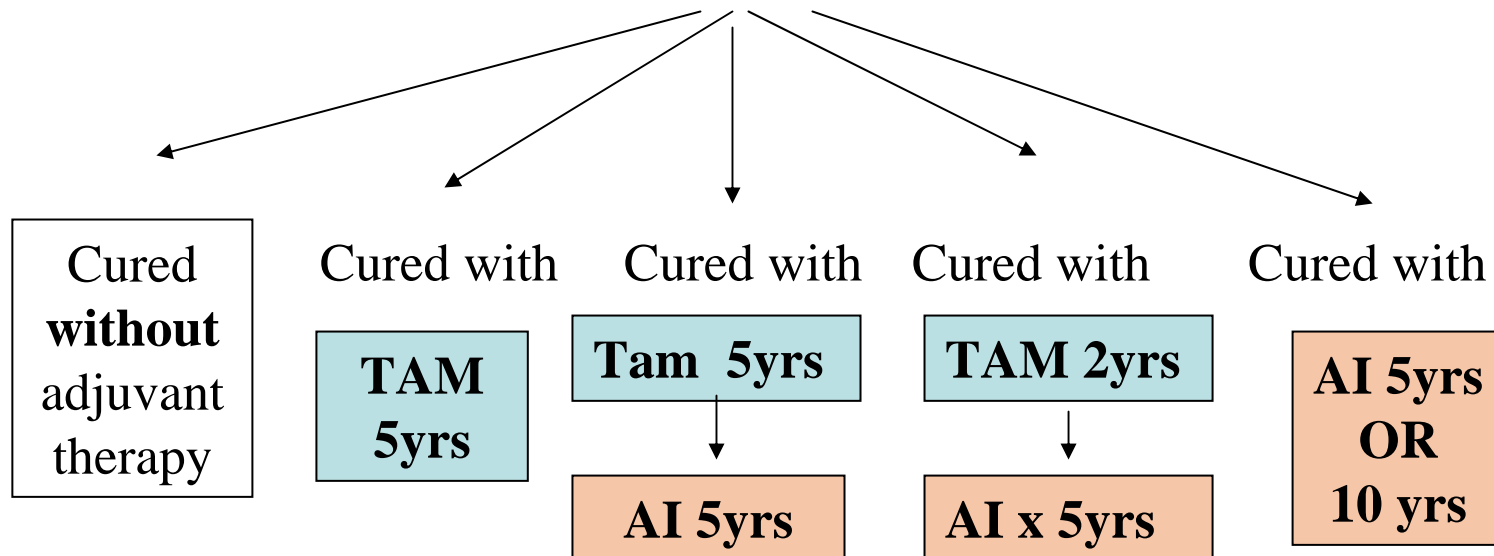 Cured
without
adjuvant
therapy
Cured with
TAM
5yrs
Cured with
Tam 5yrs
AI 5yrs
Cured with
TAM 2yrs
AI x 5yrs
Cured with
AI 5yrs
OR
10 yrs